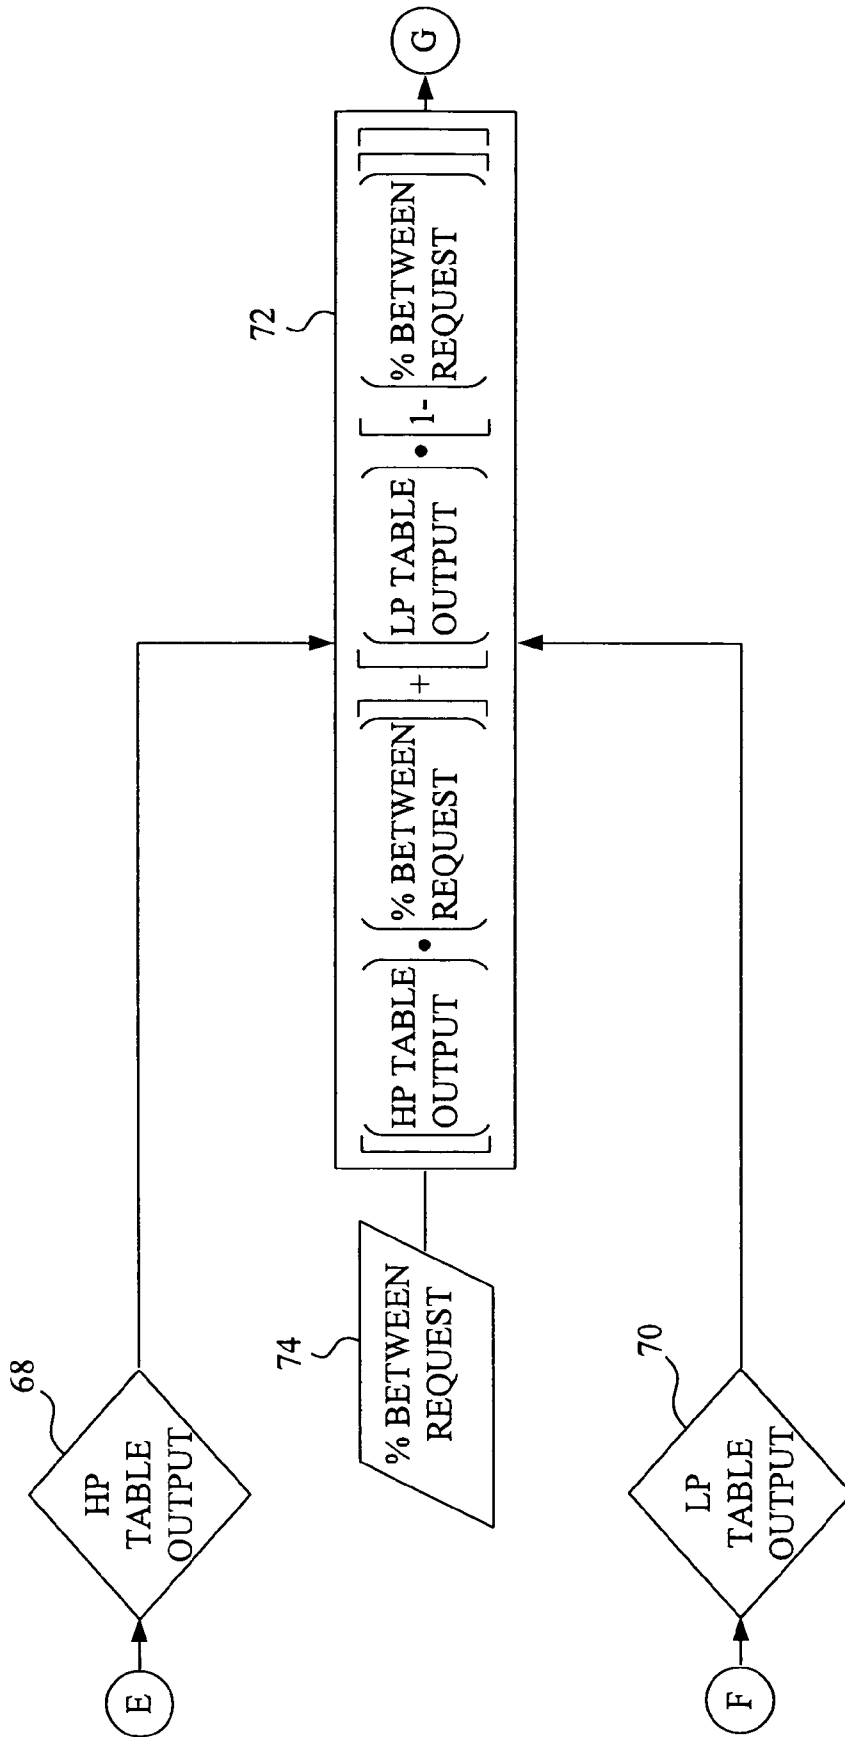 E
HP
TABLE
OUTPUT
68
% BETWEEN
REQUEST
74
[(HP TABLE OUTPUT) • (% BETWEEN REQUEST)] + [(LP TABLE OUTPUT) • [1-(% BETWEEN REQUEST)]]
72
G
F
LP
TABLE
OUTPUT
70